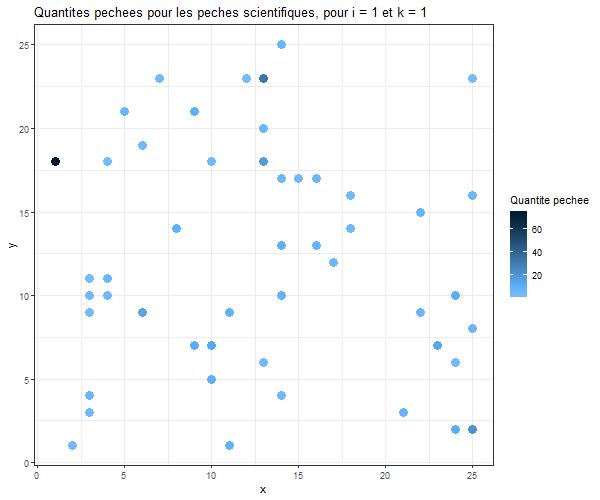 Quantites pechees pour les peches scientifiques, pour i = 1 et k = 1
25
20
15
10
5
0
y
0 5 10 15 20 25
x
Quantite pechee
60
40
20